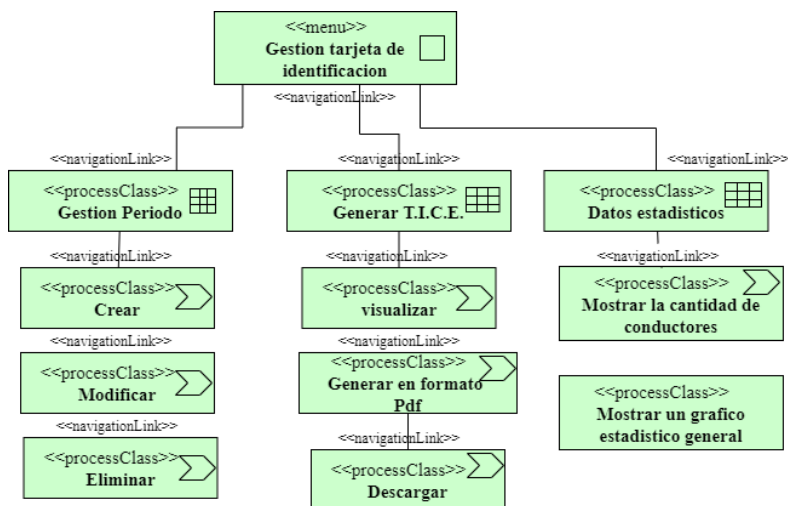 <<menu>>
Gestion tarjeta de
identificacion
<<navigationLink>>
<<navigationLink>>
<<navigationLink>>
<<navigationLink>>
<<processClass>>
Gestion Periodo
<<processClass>>
Generar T.I.C.E.
<<processClass>>
Datos estadisticos
<<navigationLink>>
<<navigationLink>>
<<navigationLink>>
<<processClass>>
Crear
<<processClass>>
visualizar
<<processClass>>
Mostrar la cantidad de
conductores
<<navigationLink>>
<<navigationLink>>
<<processClass>>
Modificar
<<processClass>>
Generar en formato
Pdf
<<processClass>>
Mostrar un grafico
estadistico general
<<navigationLink>>
<<navigationLink>>
<<processClass>>
Eliminar
<<processClass>>
Descargar